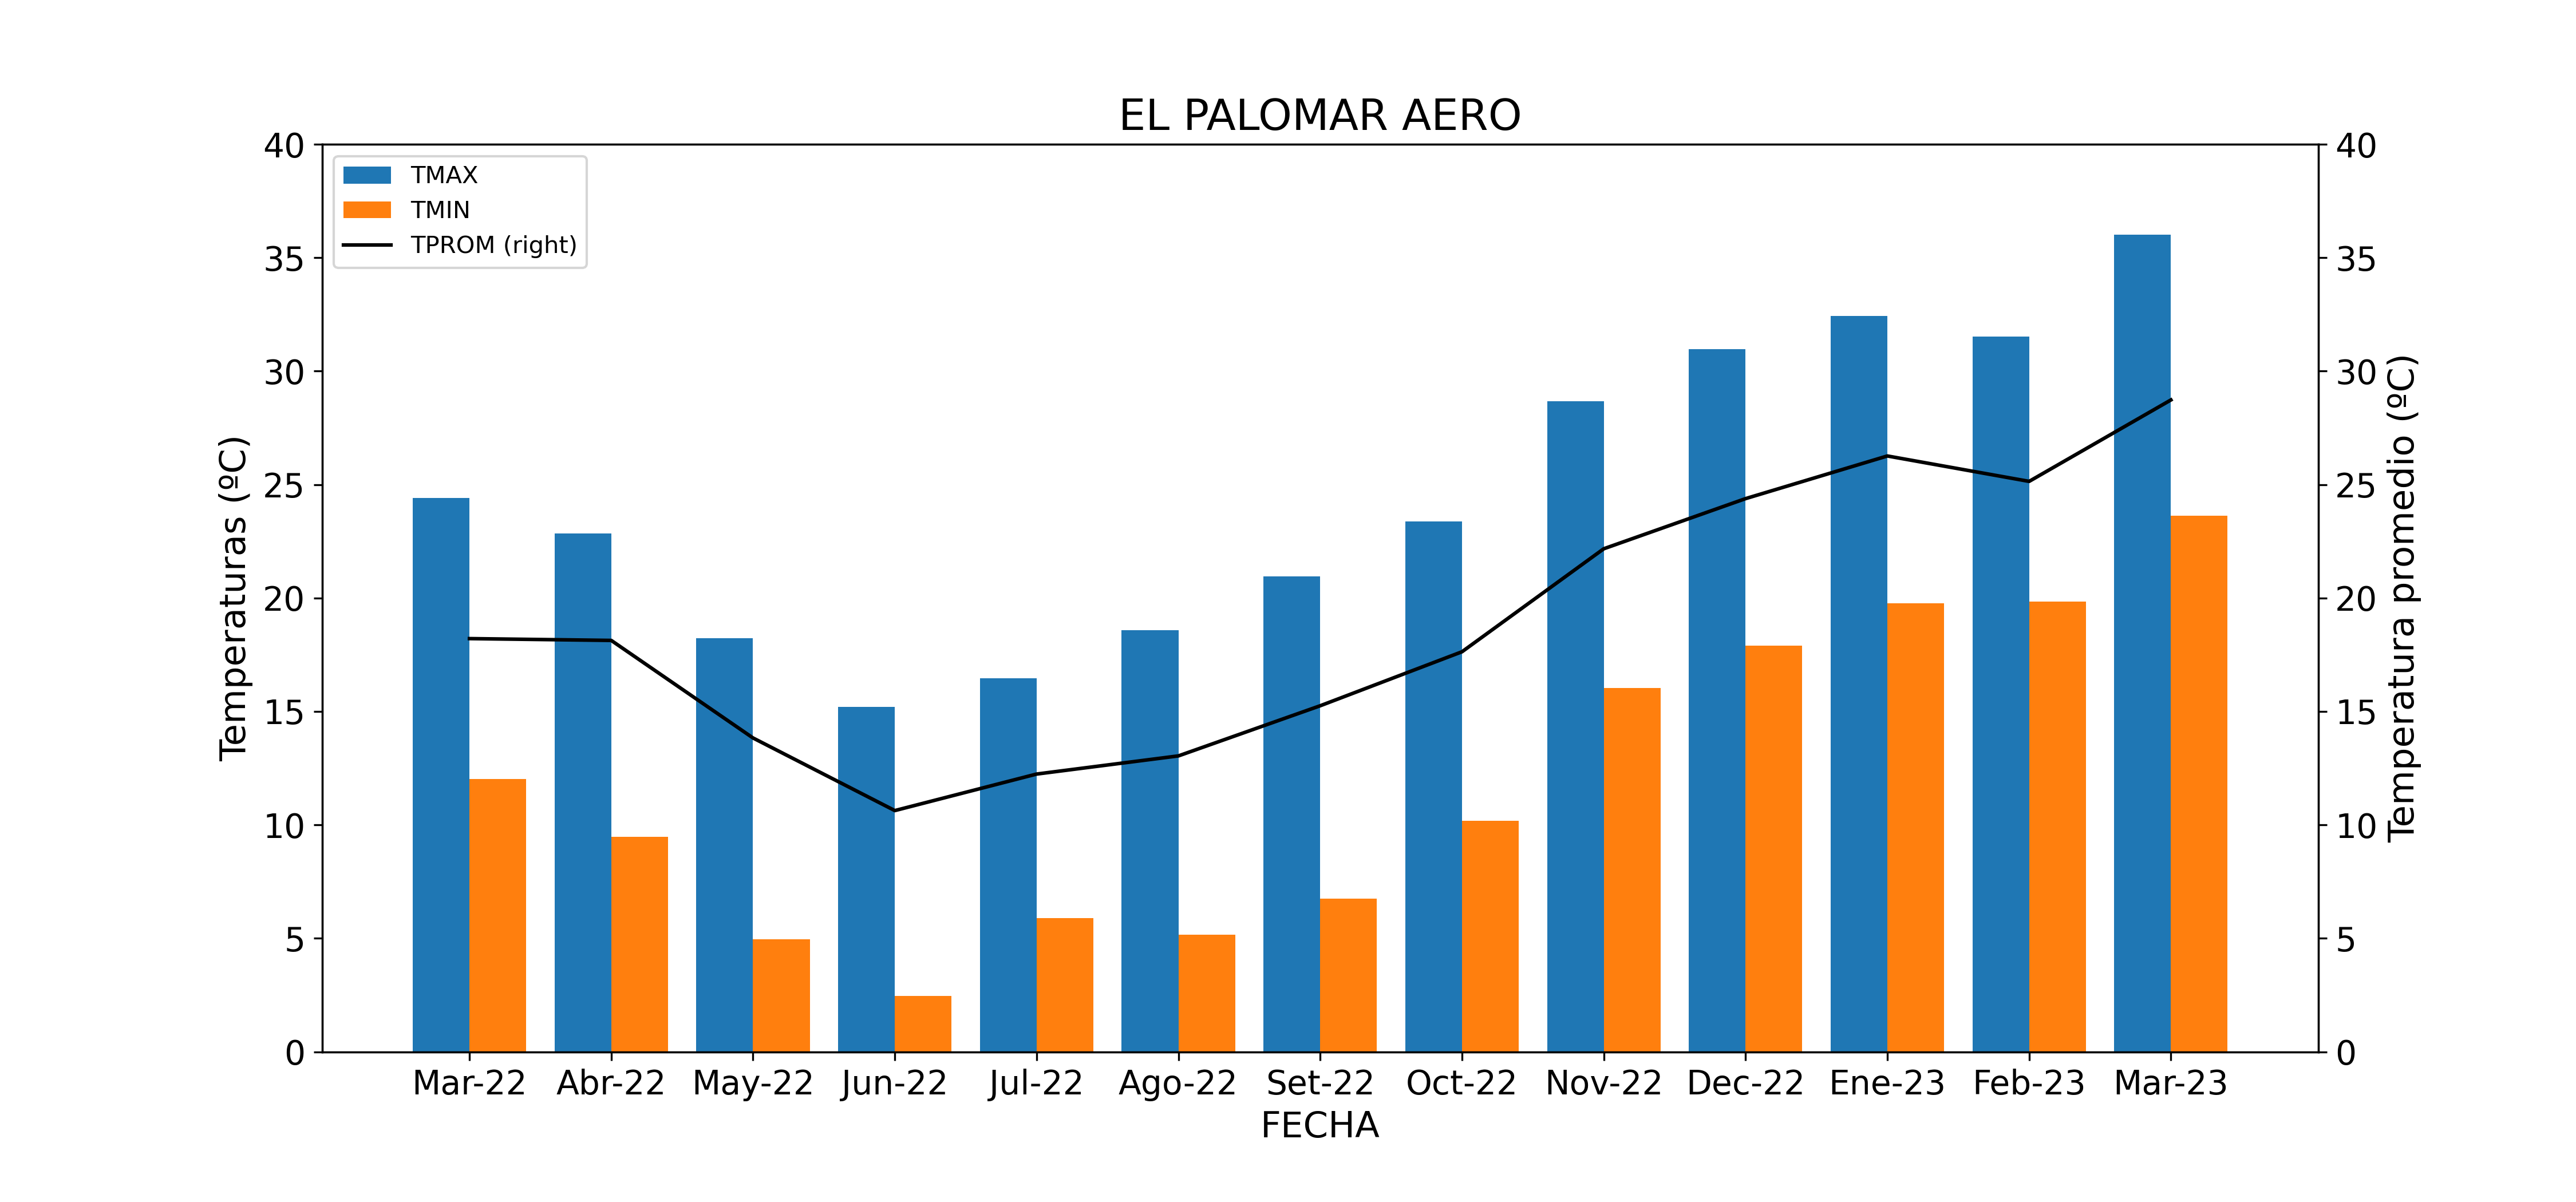 EL PALOMAR AERO
TMAX
TMIN
TPROM (right)
Temperaturas (ºC)
40
35
30
25
20
15
10
5
0
40
35
30
25
20
15
10
5
0
Temperatura promedio (ºC)
Mar-22 Abr-22 May-22 Jun-22 Jul-22 Ago-22 Set-22 Oct-22 Nov-22 Dec-22 Ene-23 Feb-23 Mar-23
FECHA